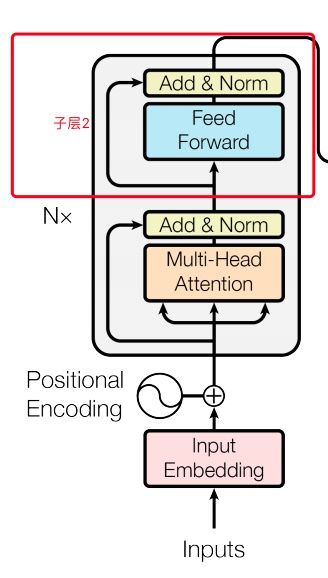 Add & Norm
Feed
Forward
子层2
Add & Norm
N×
Multi-Head
Attention
Positional
Encoding
Input
Embedding
Inputs